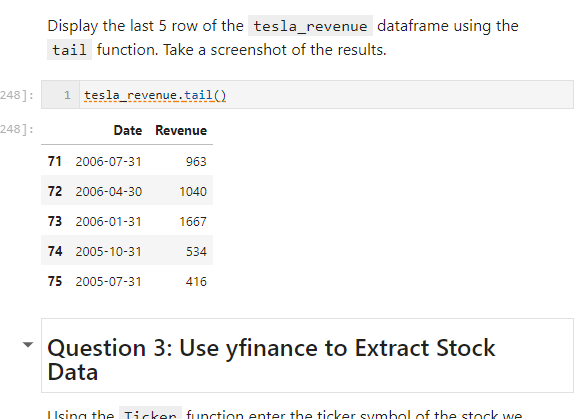 Display the last 5 row of the tesla_revenue dataframe using the
tail function. Take a screenshot of the results.
248]: 1 tesla_revenue.tail()
248]: Date Revenue
71 2006-07-31 963
72 2006-04-30 1040
73 2006-01-31 1667
74 2005-10-31 534
75 2005-07-31 416
Question 3: Use yfinance to Extract Stock
Data
Using the Ticker function enter the ticker symbol of the stock we